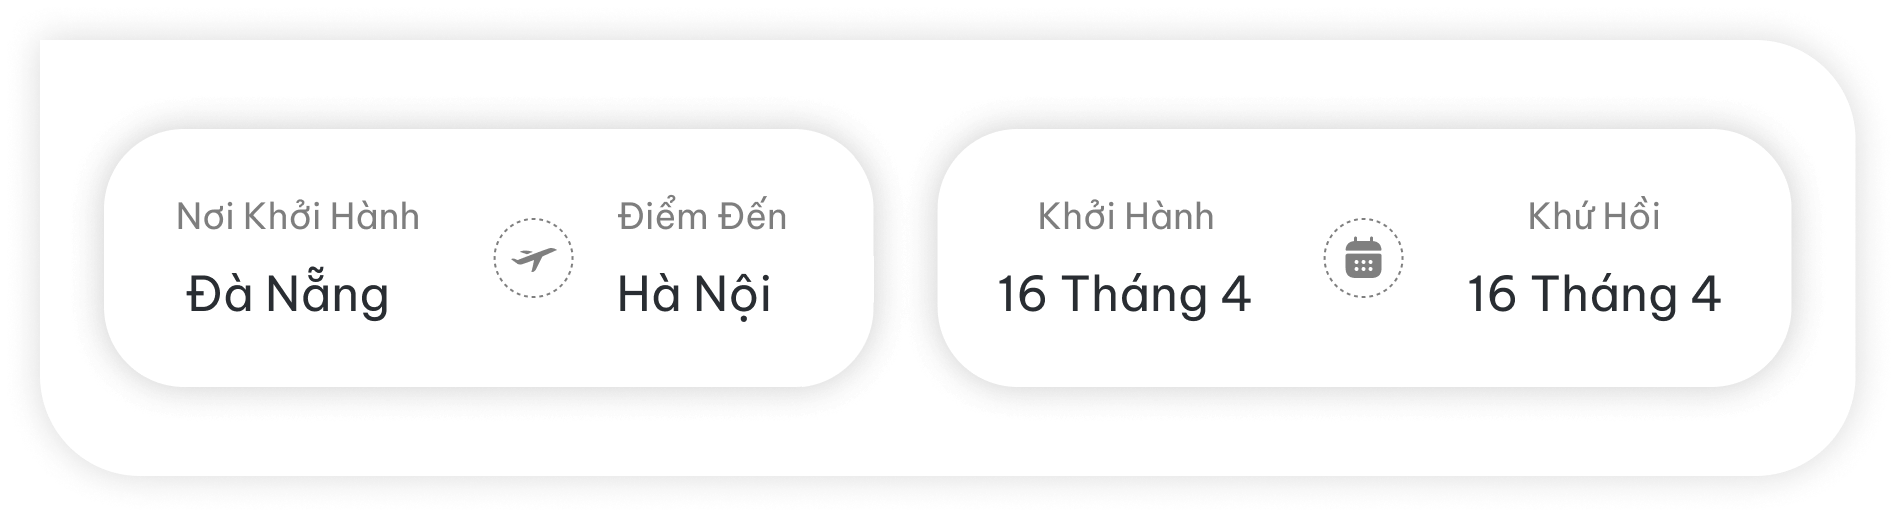 Nơi Khởi Hành
Đà Nẵng
Điểm Đến
Hà Nội
Khởi Hành
16 Tháng 4
Khứ Hồi
16 Tháng 4